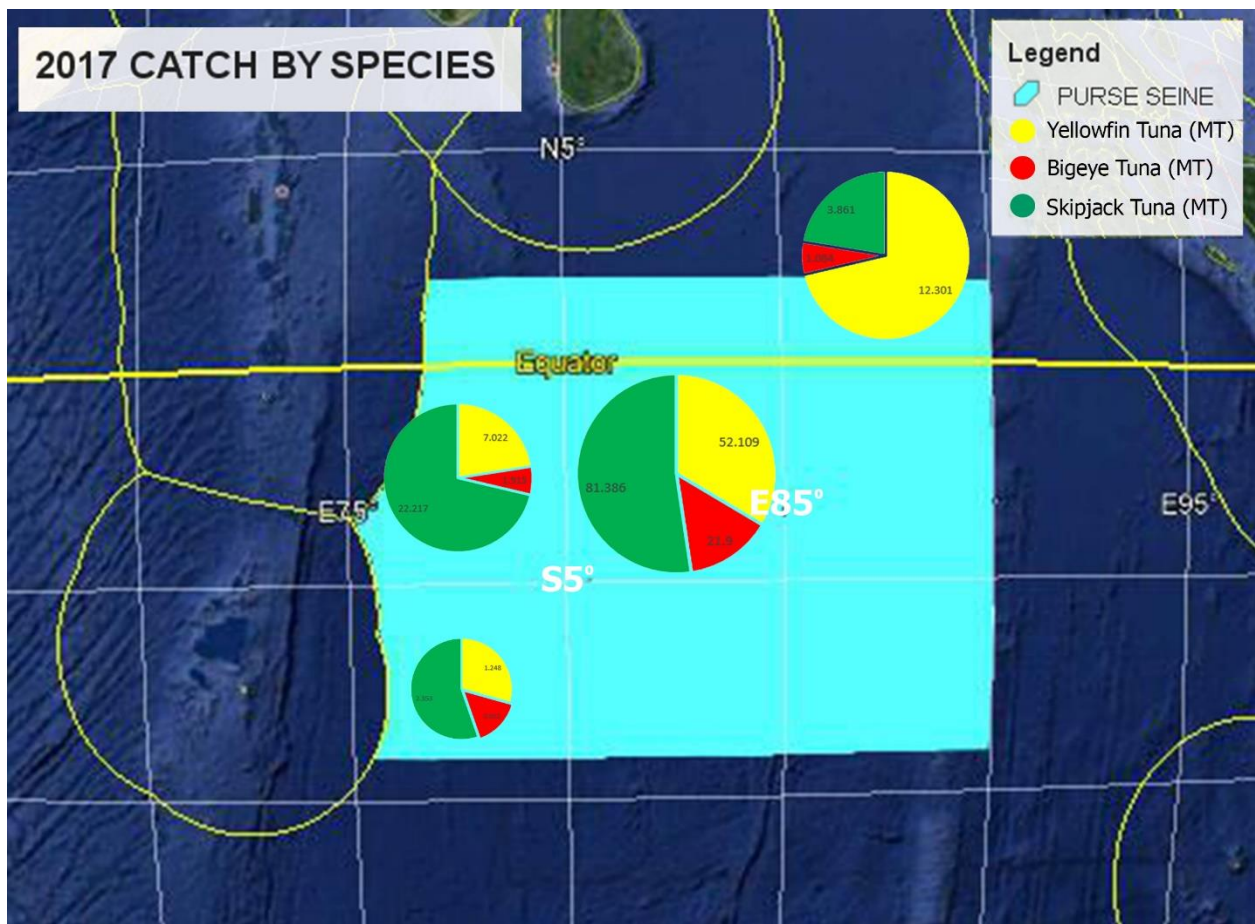 2017 CATCH BY SPECIES
Legend
PURSE SEINE
Yellowfin Tuna (MT)
Bigeye Tuna (MT)
Skipjack Tuna (MT)
N5°
3.861
12.301
Equator
7.022
22.217
52.109
81.386
21.9
E75°
E85°
E95°
S5°
1.248